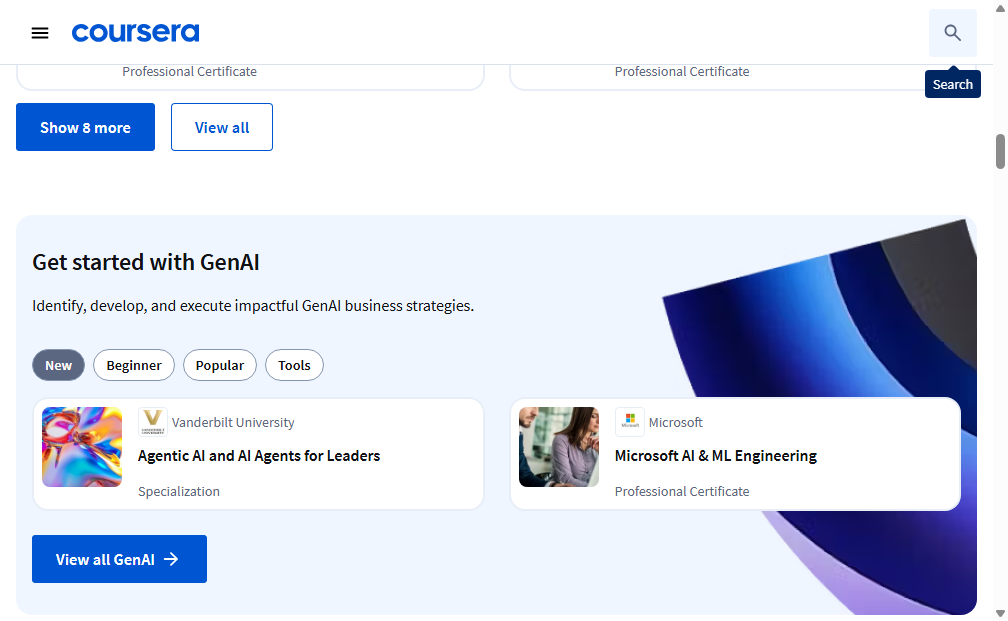 coursera
Search
Professional Certificate
Professional Certificate
Show 8 more
View all
Get started with GenAI
Identify, develop, and execute impactful GenAI business strategies.
New
Beginner
Popular
Tools
Vanderbilt University
Agentic AI and AI Agents for Leaders
Specialization
Microsoft
Microsoft AI & ML Engineering
Professional Certificate
View all GenAI